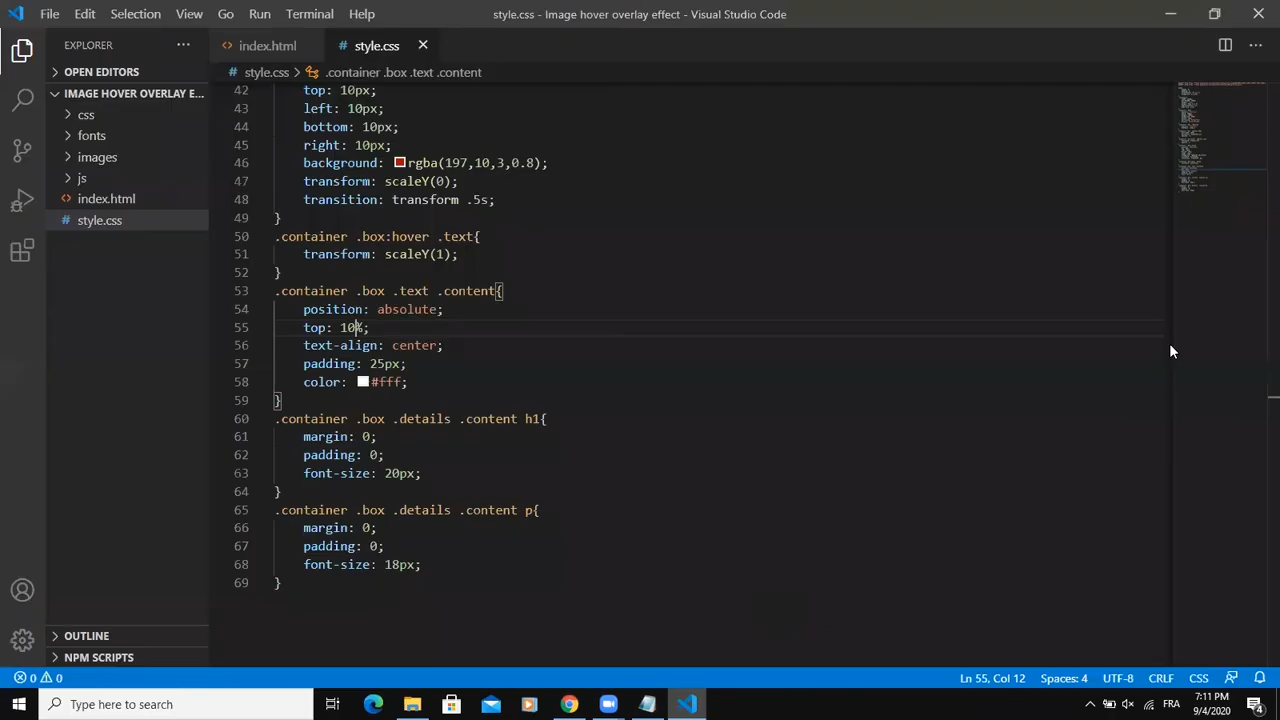 File Edit Selection View Go Run Terminal Help
style.css - Image hover overlay effect - Visual Studio Code
EXPLORER
OPEN EDITORS
IMAGE HOVER OVERLAY E...
css
fonts
images
js
index.html
style.css
OUTLINE
NPM SCRIPTS
index.html
style.css
style.css > .container .box .text .content
42 top: 10px;
43 left: 10px;
44 bottom: 10px;
45 right: 10px;
46 background: rgba(197,10,3,0.8);
47 transform: scaleY(0);
48 transition: transform .5s;
49 }
50 .container .box:hover .text{
51 transform: scaleY(1);
52 }
53 .container .box .text .content{
54 position: absolute;
55 top: 10%;
56 text-align: center;
57 padding: 25px;
58 color: #fff;
59 }
60 .container .box .details .content h1{
61 margin: 0;
62 padding: 0;
63 font-size: 20px;
64 }
65 .container .box .details .content p{
66 margin: 0;
67 padding: 0;
68 font-size: 18px;
69 }
0 0
Ln 55, Col 12
Spaces: 4
UTF-8
CRLF
CSS
Type here to search
FRA
7:11 PM
9/4/2020
4